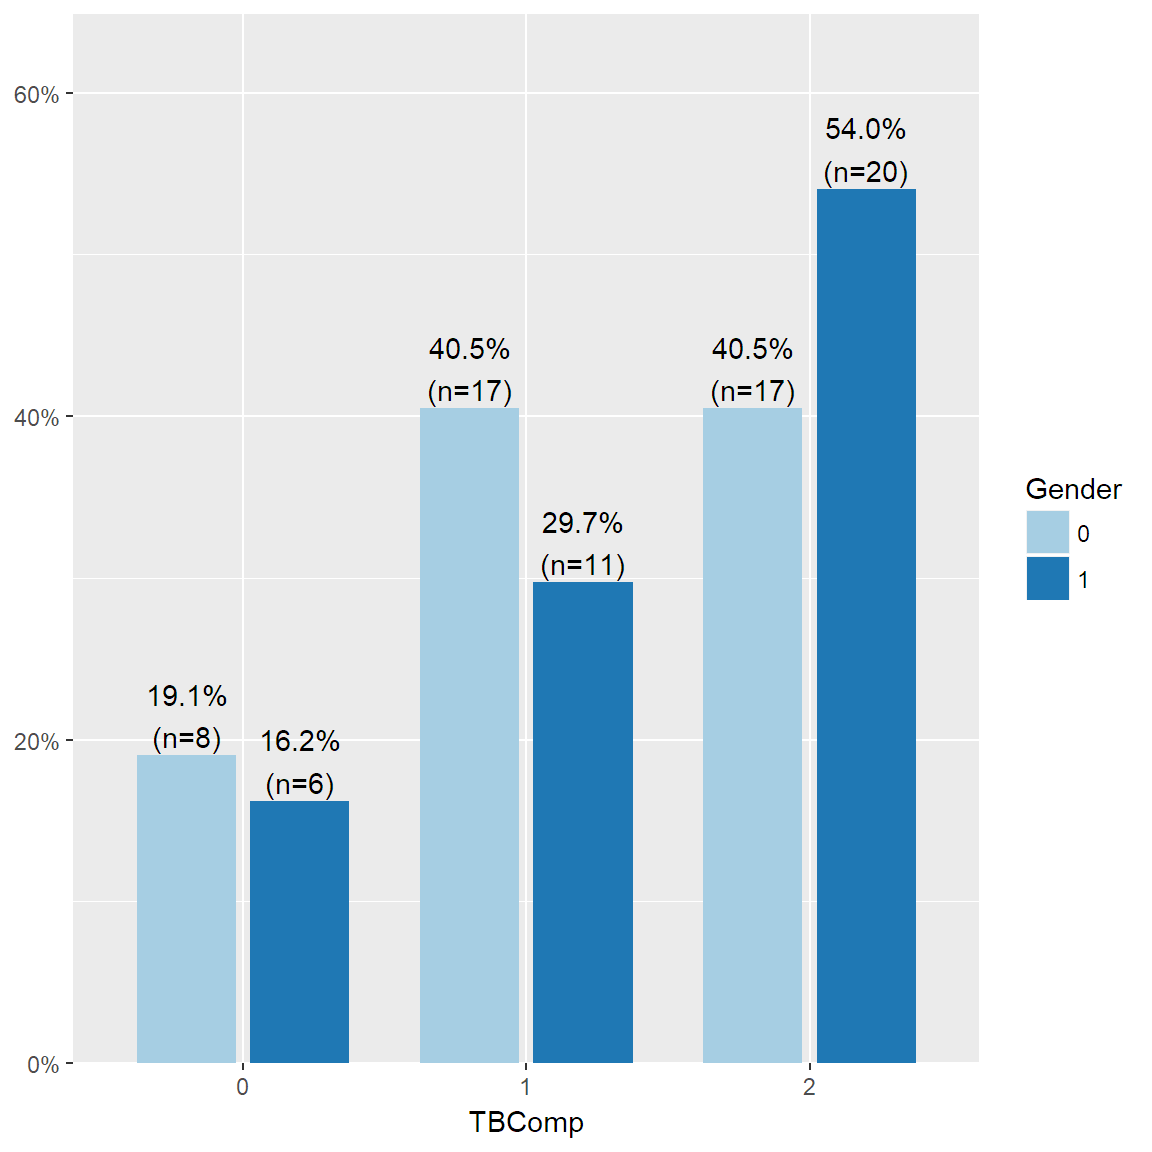 60%
40%
20%
0%
54.0%
(n=20)
40.5%
(n=17)
40.5%
(n=17)
29.7%
(n=11)
19.1%
(n=8)
16.2%
(n=6)
0
1
2
TBComp
Gender
0
1